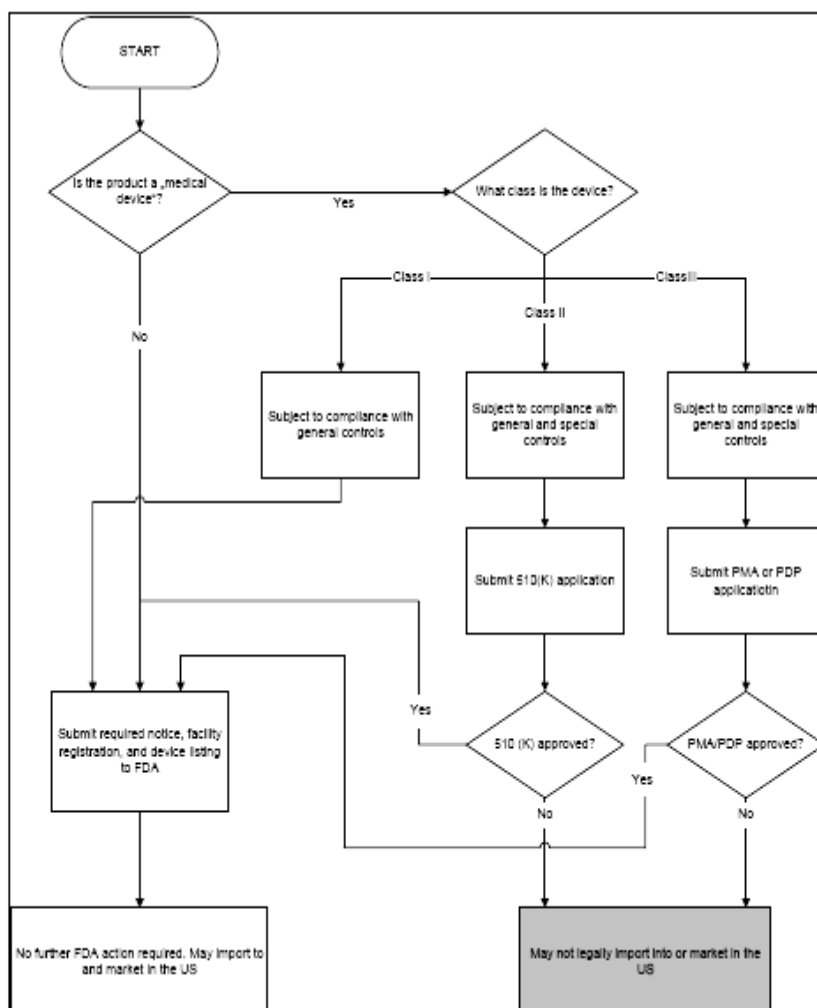 START
Is the product a „medical
device“?
Yes
What class is the device?
No
Class I
Class II
Class III
Subject to compliance with
general controls
Subject to compliance with
general and special
controls
Subject to compliance with
general and special
controls
Submit 510(K) application
Submit PMA or PDP
applicatiotin
Submit required notice, facility
registration, and device listing
to FDA
Yes
510 (K) approved?
PMA/PDP approved?
Yes
No
No
No further FDA action required. May import to
and market in the US
May not legally import into or market in the
US